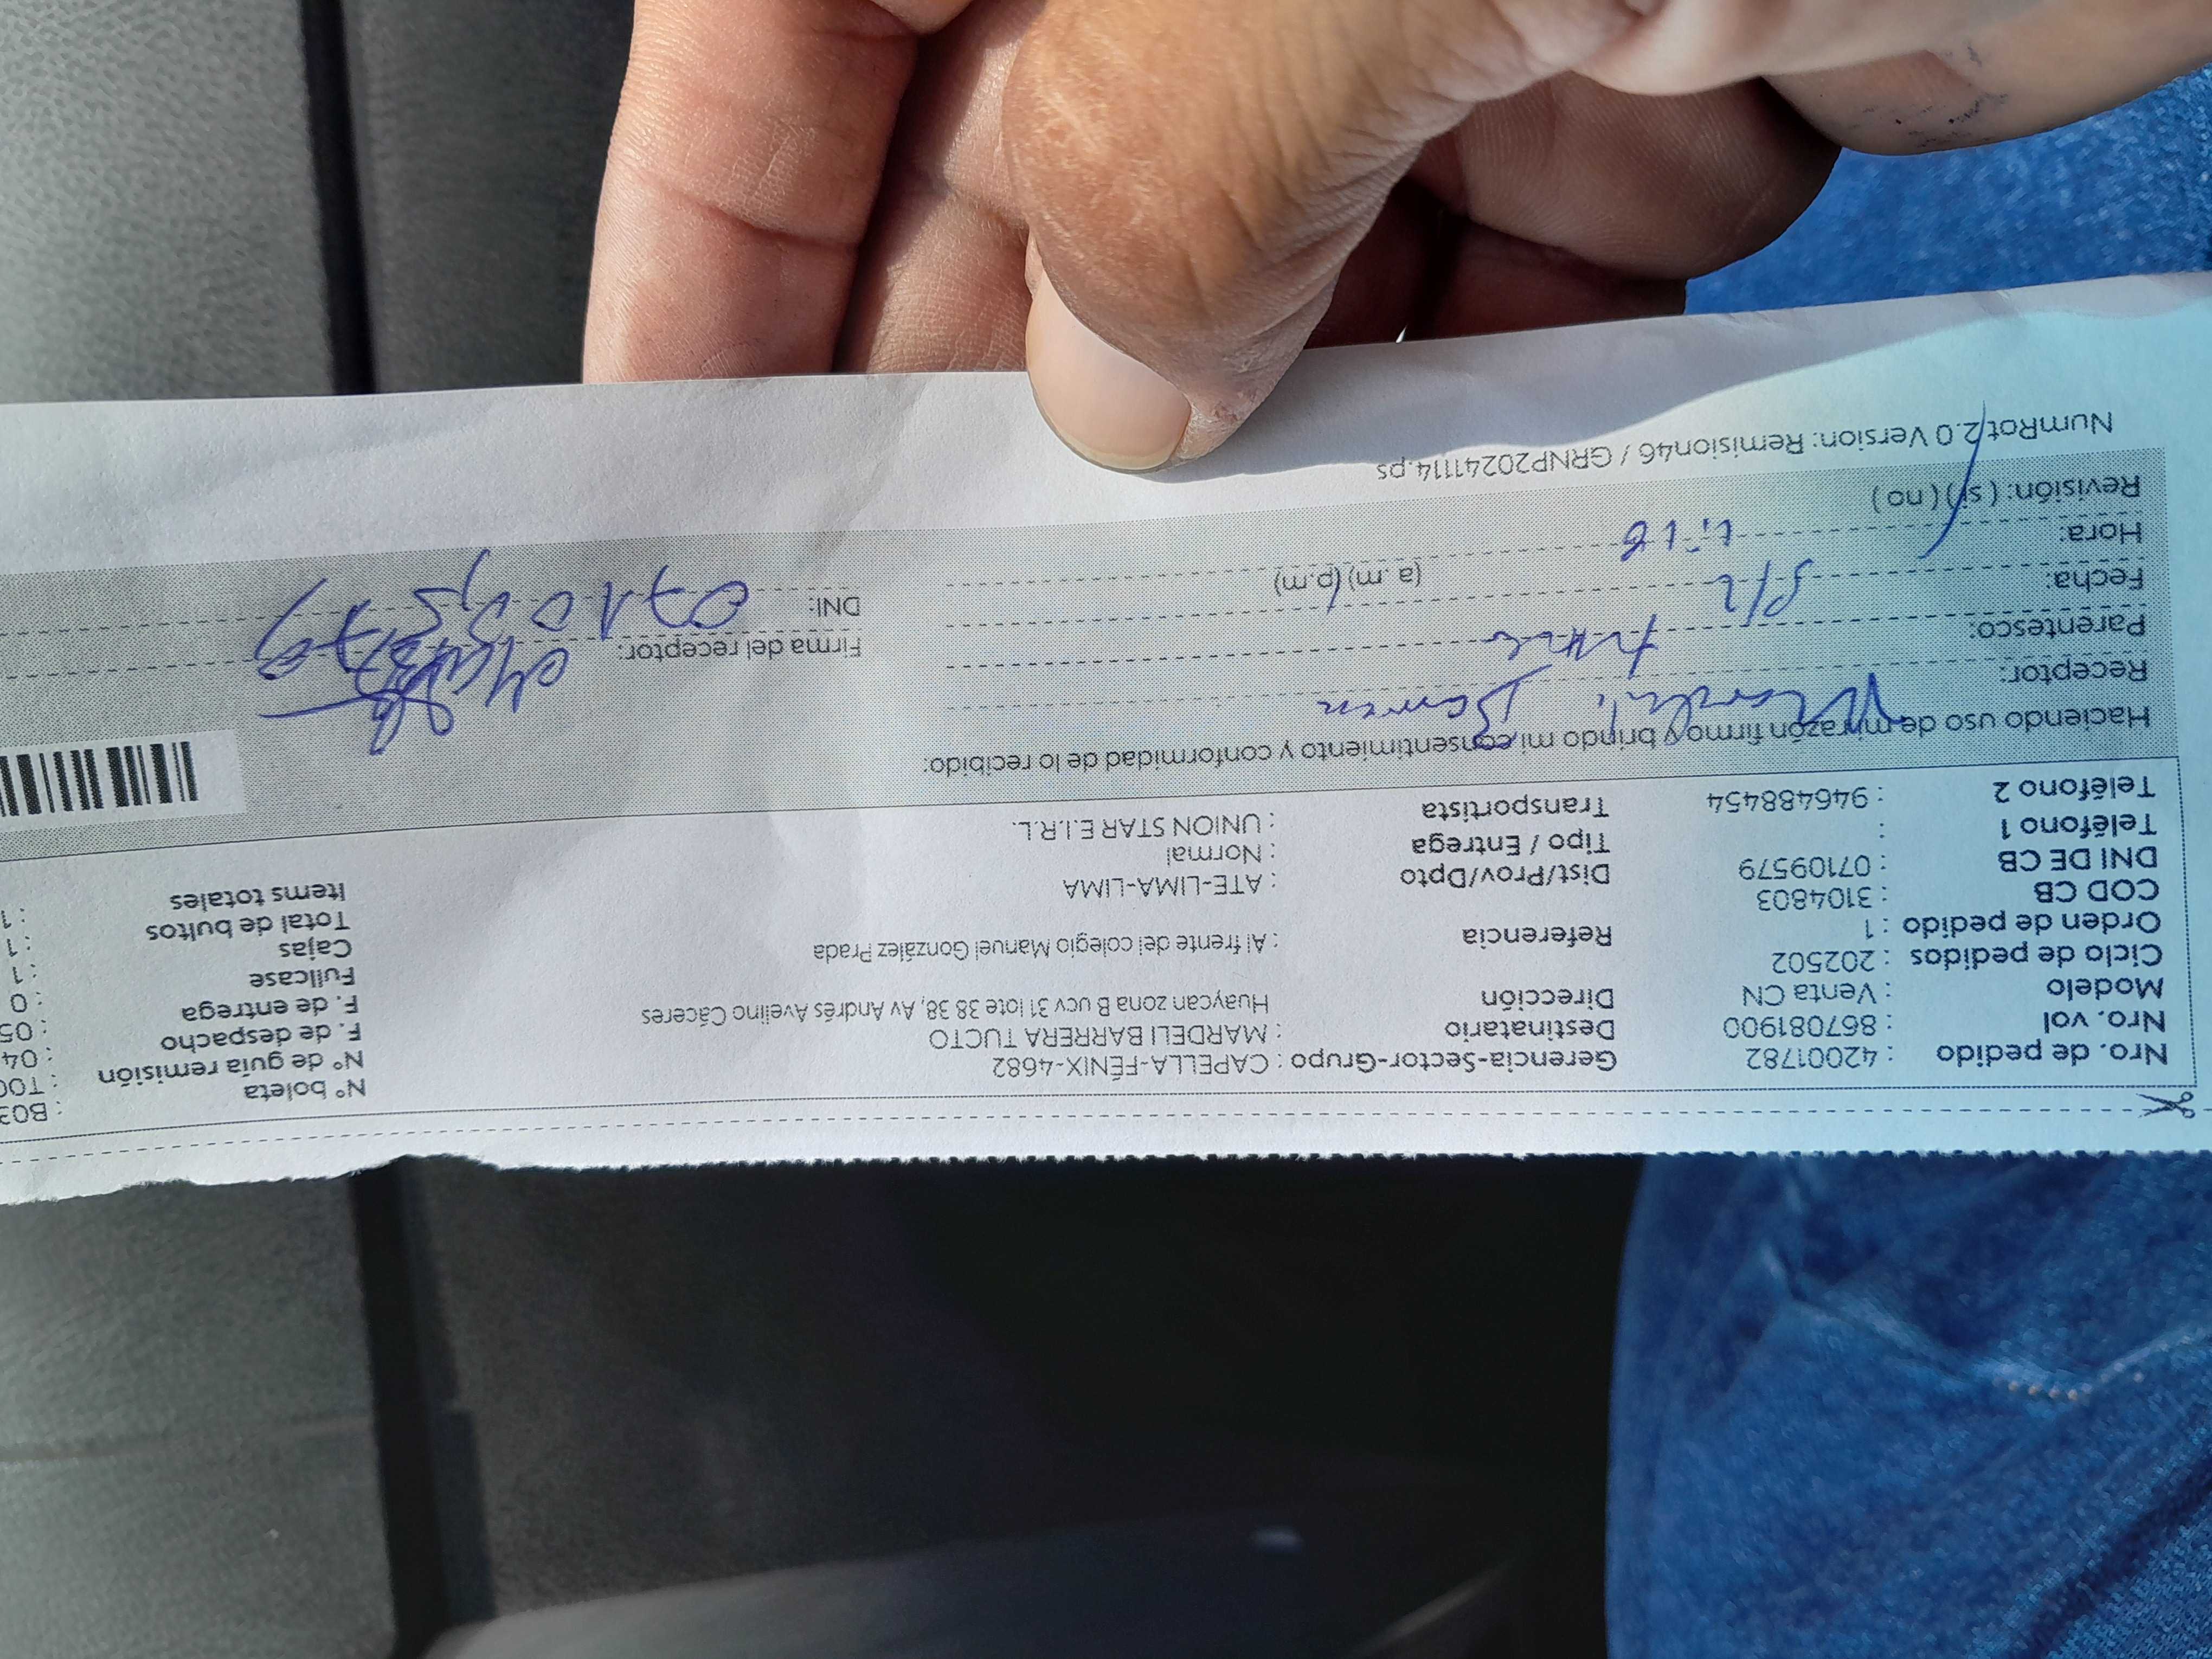 Nro. de pedido : 42001782 Gerencia-Sector-Grupo : CAPELLA-FÉNIX-4682 N° boleta : B03
Nro. vol : 867081900 Destinatario : MARDELI BARRERA TUCTO N° de guía remisión : T00
Modelo : Venta CN Dirección Huaycan zona B ucv 31 lote 38 38, Av Andrés Avelino Cáceres F. de despacho : 04
Ciclo de pedidos : 202502 F. de entrega : 05
Orden de pedido : 1 Referencia : Al frente del colegio Manuel González Prada Fullcase : 0
COD CB : 3104803 Cajas : 1
DNI DE CB : 07109579 Dist/Prov/Dpto : ATE-LIMA-LIMA Total de bultos : 1
Teléfono 1 : Tipo / Entrega : Normal Items totales : 1
Teléfono 2 : 946488454 Transportista : UNION STAR E.I.R.L.
Haciendo uso de mi razón firmo y brindo mi consentimiento y conformidad de lo recibido:
Receptor: Mardeli
Parentesco: Firma del receptor:
Fecha: DNI:
Hora: (a.m) (p.m)
Revisión: ( si ) ( no )
NumRot 2.0 Version: Remision46 / GRNP20241114.ps